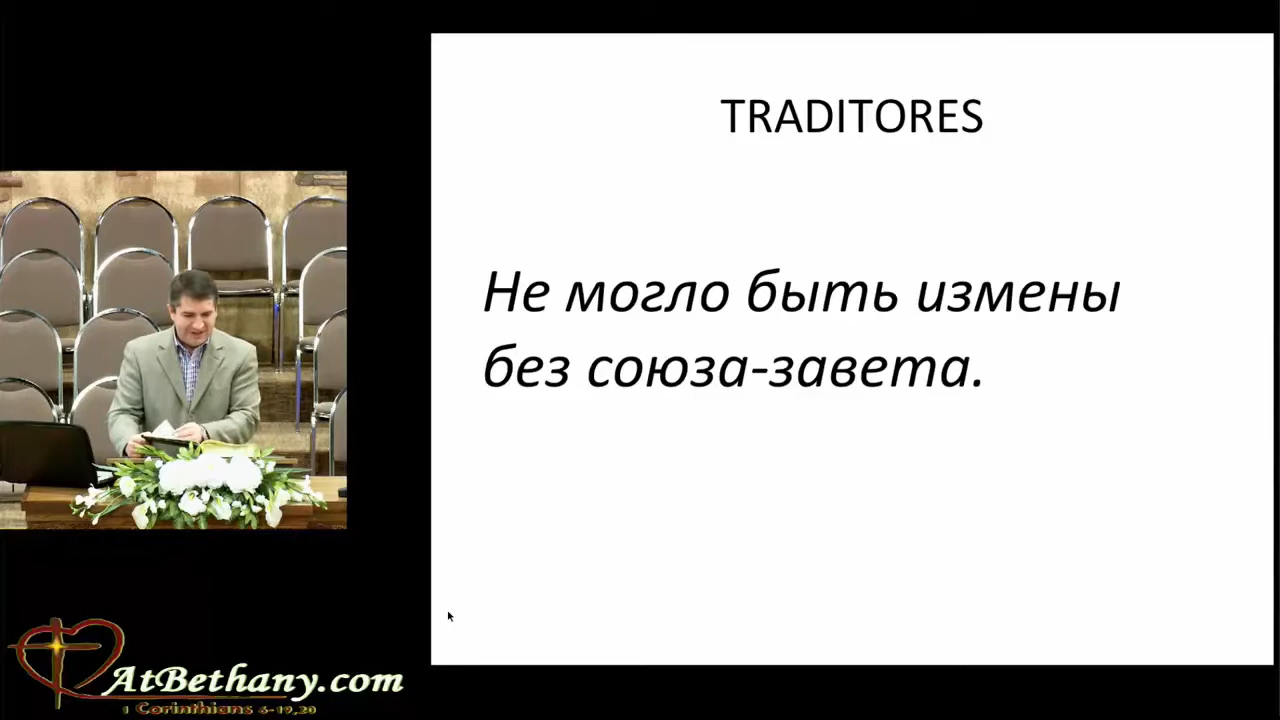 TRADITORES
Не могло быть измены
без союза-завета.
AtBethany.com
1 Corinthians 6-19,20